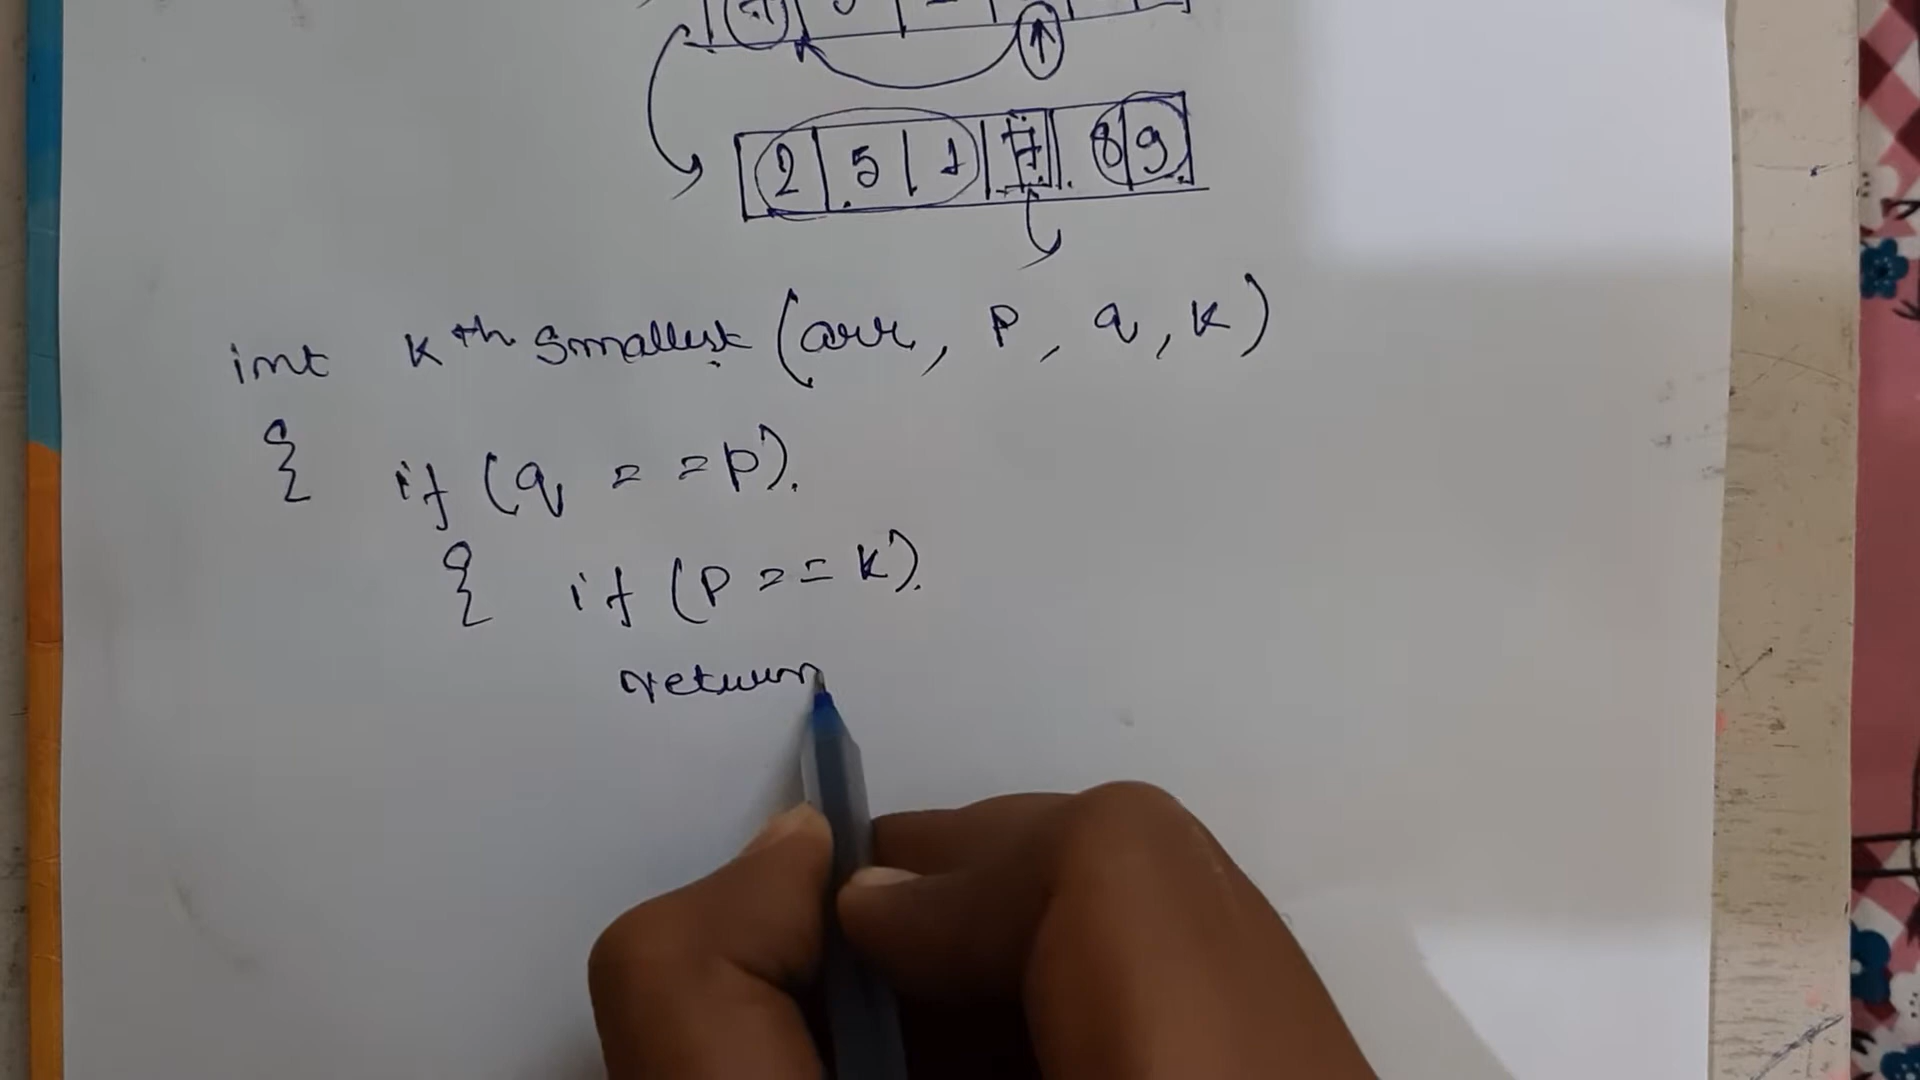 2 5 1 7 8 9
int Kth Smallest (arr, P, q, K)
{ if (q == p).
{ if (P == K).
return